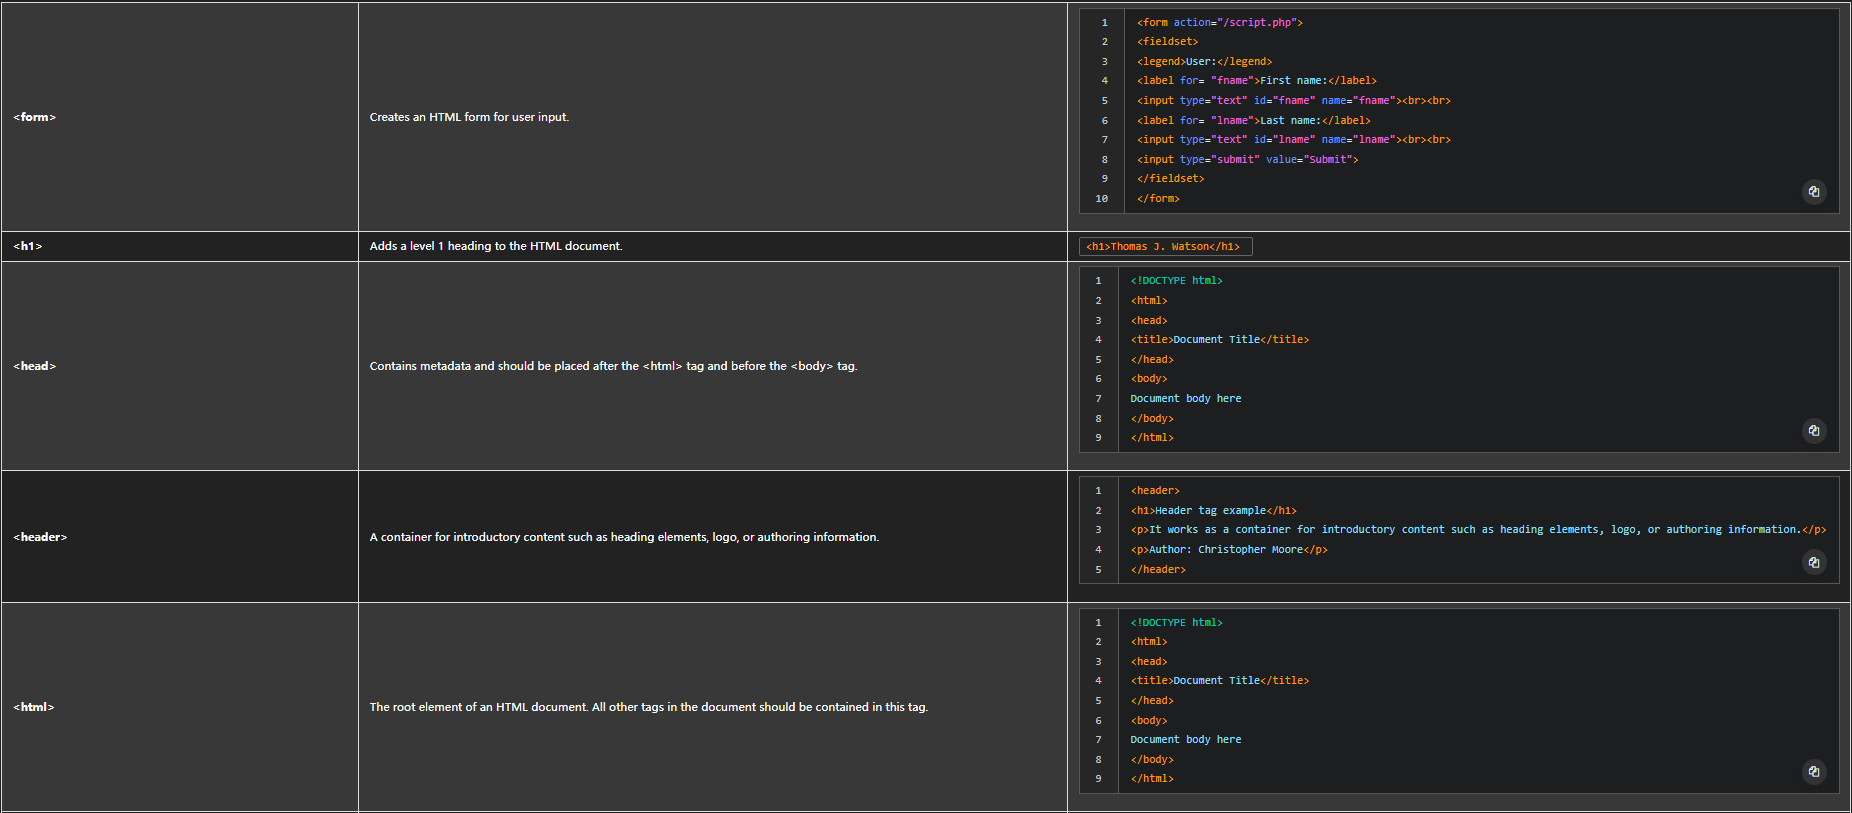 <form>
Creates an HTML form for user input.
1 <form action="/script.php">
2 <fieldset>
3 <legend>User:</legend>
4 <label for= "fname">First name:</label>
5 <input type="text" id="fname" name="fname"><br><br>
6 <label for= "lname">Last name:</label>
7 <input type="text" id="lname" name="lname"><br><br>
8 <input type="submit" value="Submit">
9 </fieldset>
10 </form>
<h1>
Adds a level 1 heading to the HTML document.
<h1>Thomas J. Watson</h1>
<head>
Contains metadata and should be placed after the <html> tag and before the <body> tag.
1 <!DOCTYPE html>
2 <html>
3 <head>
4 <title>Document Title</title>
5 </head>
6 <body>
7 Document body here
8 </body>
9 </html>
<header>
A container for introductory content such as heading elements, logo, or authoring information.
1 <header>
2 <h1>Header tag example</h1>
3 <p>It works as a container for introductory content such as heading elements, logo, or authoring information.</p>
4 <p>Author: Christopher Moore</p>
5 </header>
<html>
The root element of an HTML document. All other tags in the document should be contained in this tag.
1 <!DOCTYPE html>
2 <html>
3 <head>
4 <title>Document Title</title>
5 </head>
6 <body>
7 Document body here
8 </body>
9 </html>